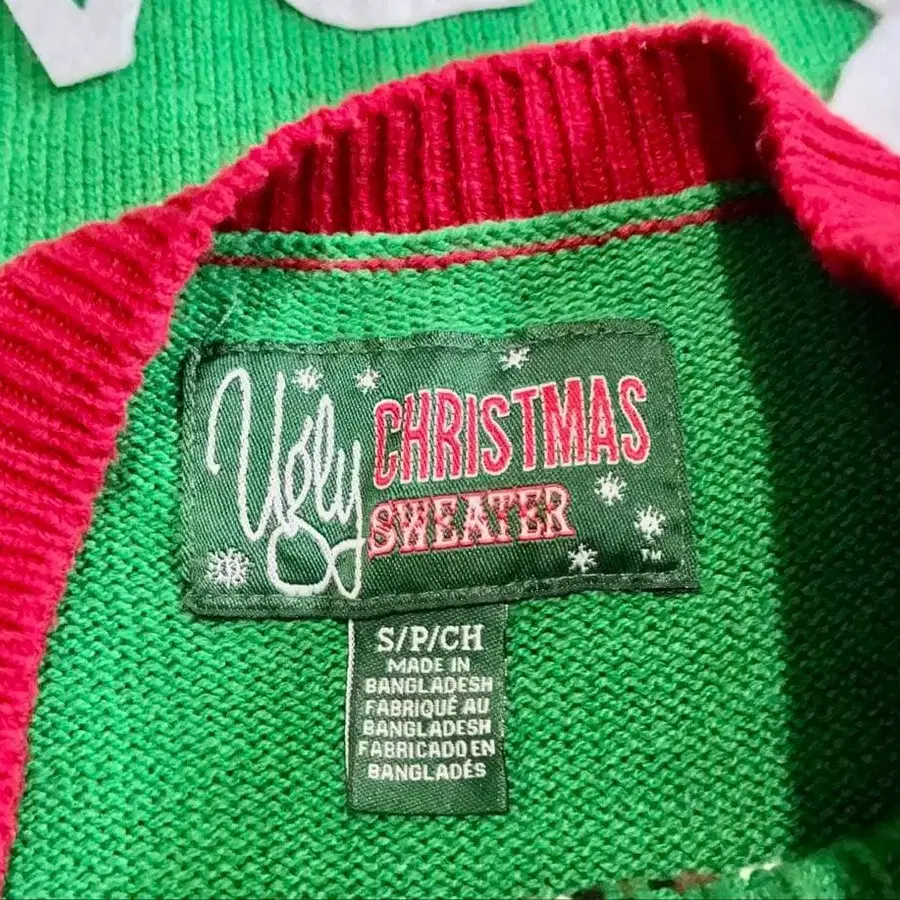 Ugly CHRISTMAS
SWEATER
TM
S/P/CH
MADE IN
BANGLADESH
FABRIQUÉ AU
BANGLADESH
FABRICADO EN
BANGLADÉS